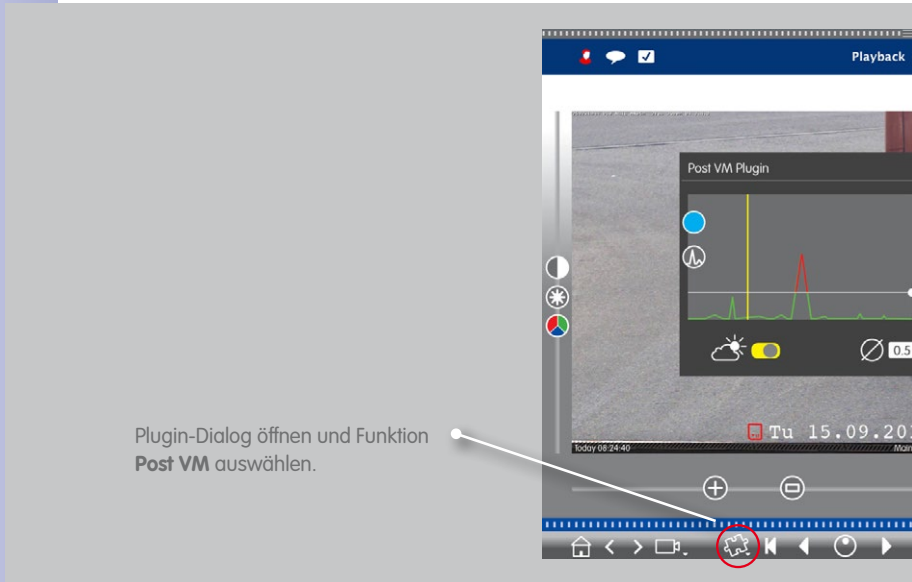 Playback
Post VM Plugin
0.5
Tu 15.09.20
Today 08:24:40
Main
Plugin-Dialog öffnen und Funktion
Post VM auswählen.